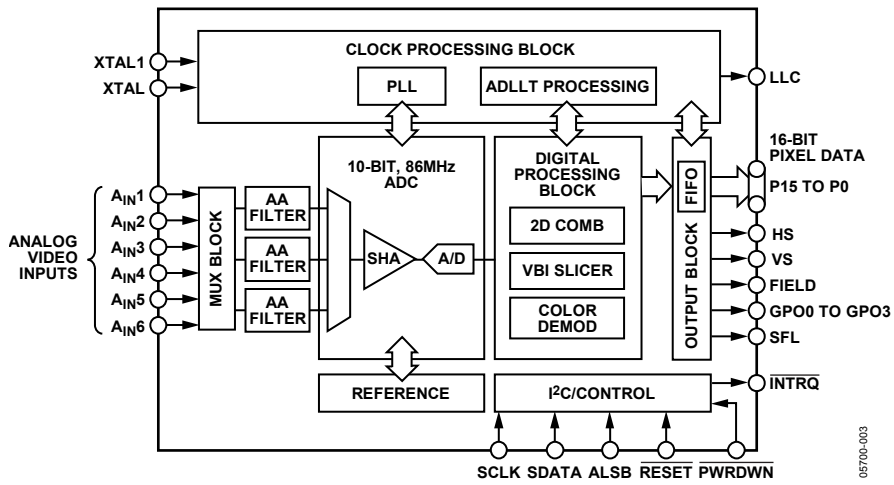 CLOCK PROCESSING BLOCK
XTAL1
XTAL
PLL
ADLLT PROCESSING
LLC
10-BIT, 86MHz
ADC
DIGITAL
PROCESSING
BLOCK
2D COMB
VBI SLICER
COLOR
DEMOD
OUTPUT BLOCK
FIFO
16-BIT
PIXEL DATA
P15 TO P0
ANALOG
VIDEO
INPUTS
AIN1
AIN2
AIN3
AIN4
AIN5
AIN6
MUX BLOCK
AA
FILTER
AA
FILTER
AA
FILTER
SHA
A/D
HS
VS
FIELD
GPO0 TO GPO3
SFL
REFERENCE
I2C/CONTROL
INTRQ
SCLK
SDATA
ALSB
RESET
PWRDWN
05700-003